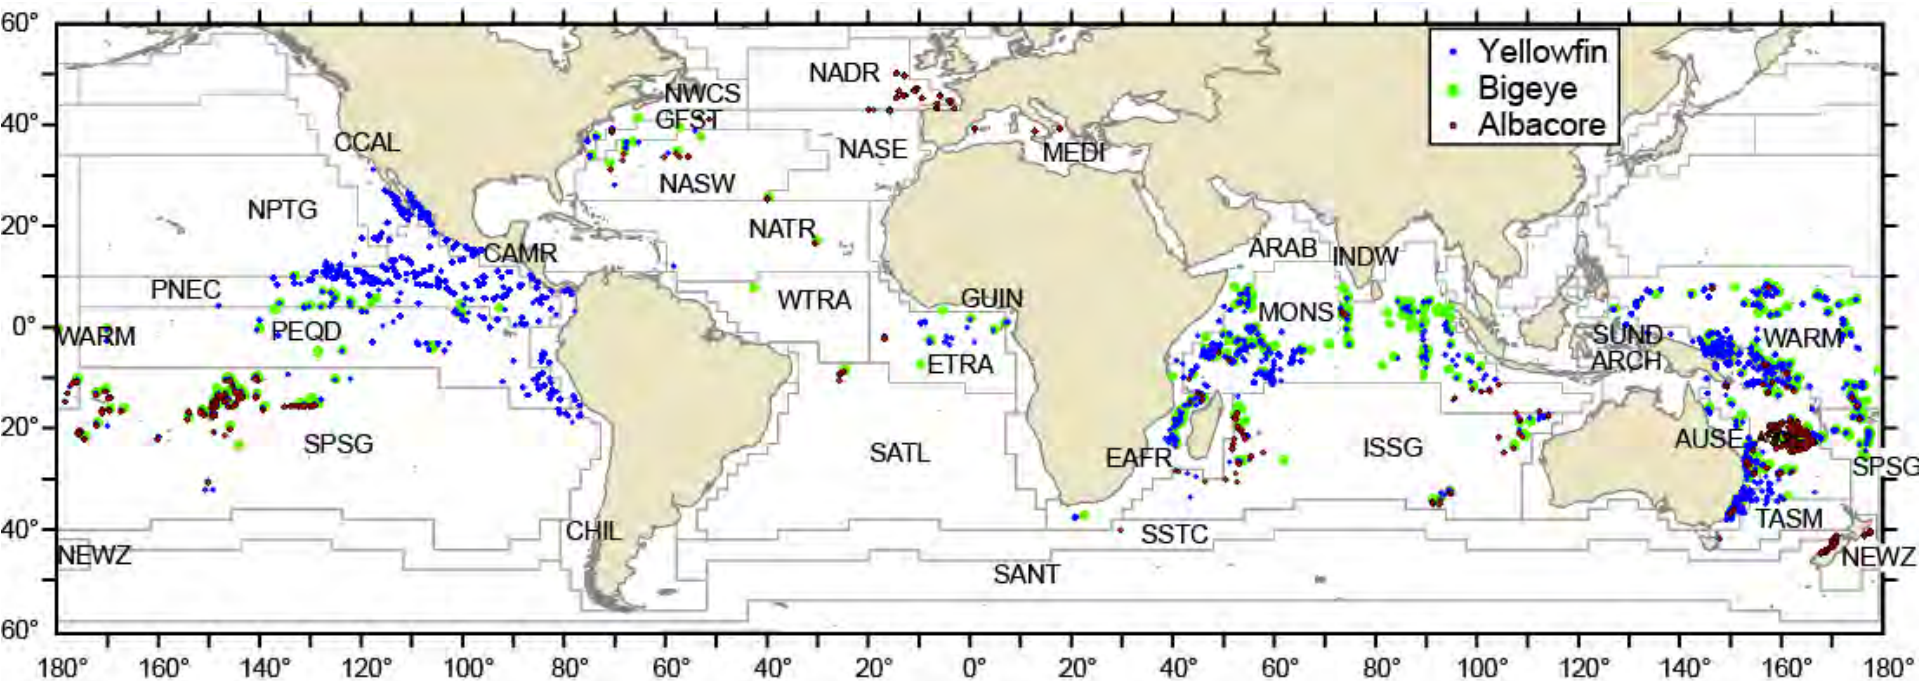 60°
40°
20°
0°
20°
40°
60°
Yellowfin
Bigeye
Albacore
NADR
NWCS
GFST
CCAL
NASE
MEDI
NASW
NPTG
NATR
CAMR
ARAB
INDW
PNEC
WTRA
GUIN
MONS
WARM
PEQD
SUND
WARM
ARCH
ETRA
SPSG
SATL
EAFR
ISSG
AUSE
SPSG
CHIL
SSTC
TASM
NEWZ
SANT
NEWZ
180° 160° 140° 120° 100° 80° 60° 40° 20° 0° 20° 40° 60° 80° 100° 120° 140° 160° 180°